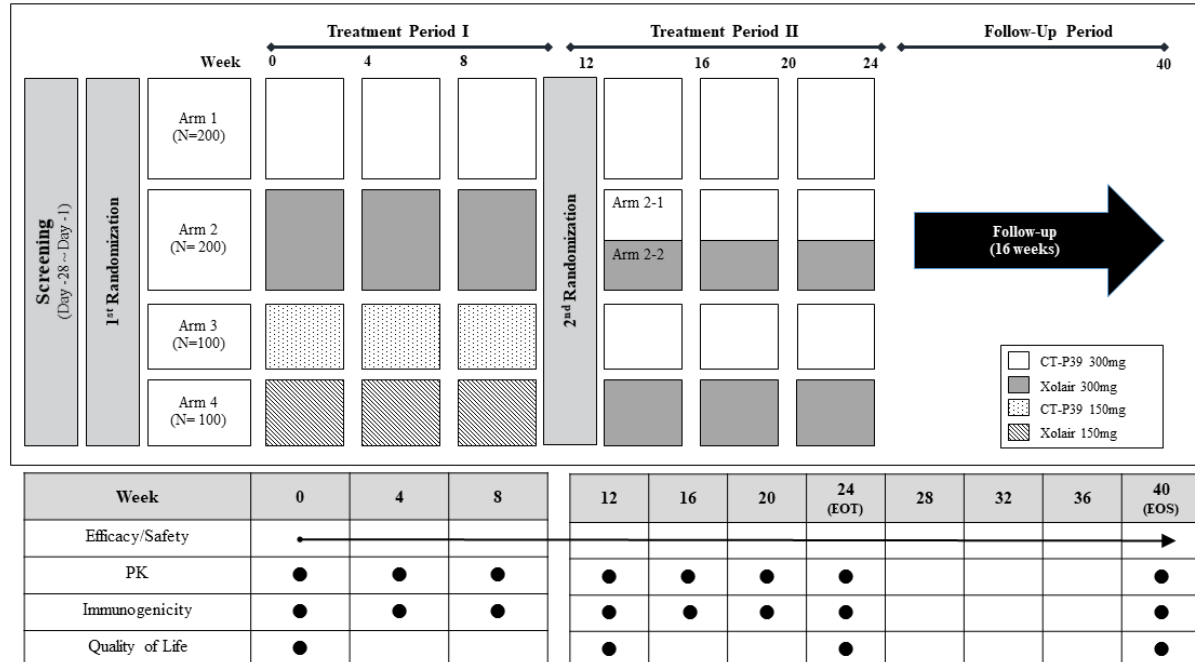 Treatment Period I
Treatment Period II
Follow-Up Period
Week
0
4
8
12
16
20
24
40
Screening
(Day -28 ~ Day -1)
1st Randomization
Arm 1
(N=200)
Arm 2
(N= 200)
Arm 3
(N=100)
Arm 4
(N= 100)
2nd Randomization
Arm 2-1
Arm 2-2
Follow-up
(16 weeks)
CT-P39 300mg
Xolair 300mg
CT-P39 150mg
Xolair 150mg
Week 0 4 8 12 16 20 24 28 32 36 40
(EOT) (EOS)
Efficacy/Safety
PK ● ● ● ● ● ● ● ●
Immunogenicity ● ● ● ● ● ● ● ●
Quality of Life ● ● ● ●